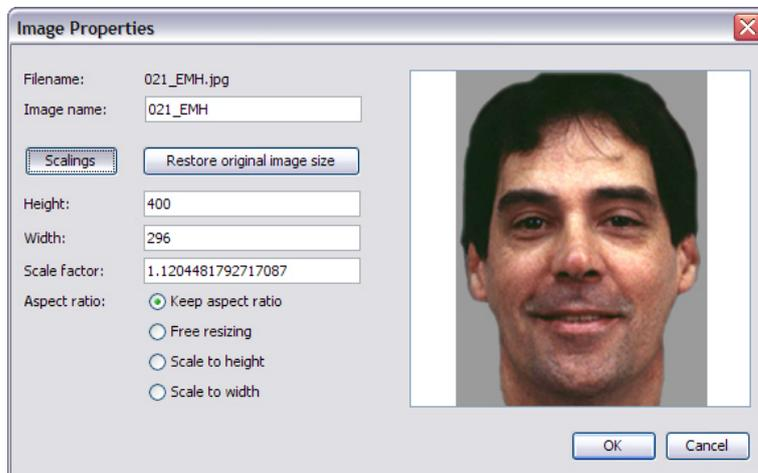 Image Properties
Filename: 021_EMH.jpg
Image name: 021_EMH
Scalings Restore original image size
Height: 400
Width: 296
Scale factor: 1.1204481792717087
Aspect ratio: Keep aspect ratio
Free resizing
Scale to height
Scale to width
OK Cancel